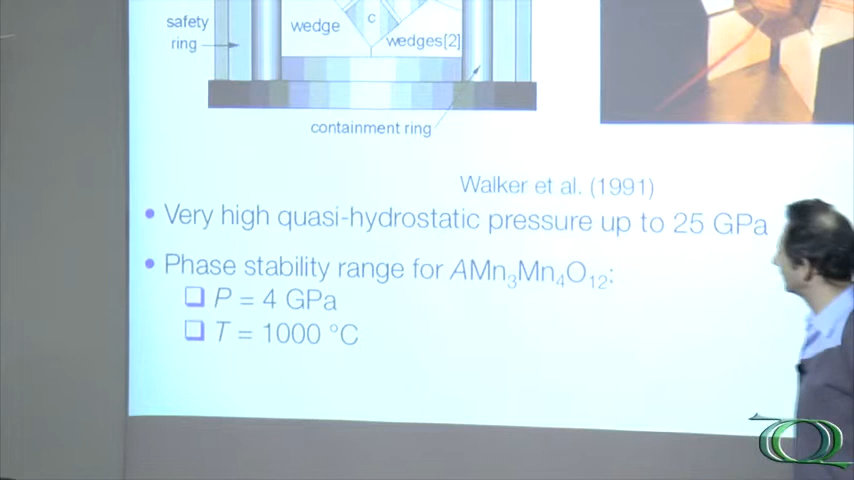 safety
ring
wedge
c
wedges[2]
containment ring
Walker et al. (1991)
• Very high quasi-hydrostatic pressure up to 25 GPa
• Phase stability range for AMn₃Mn₄O₁₂:
❑ P = 4 GPa
❑ T = 1000 °C